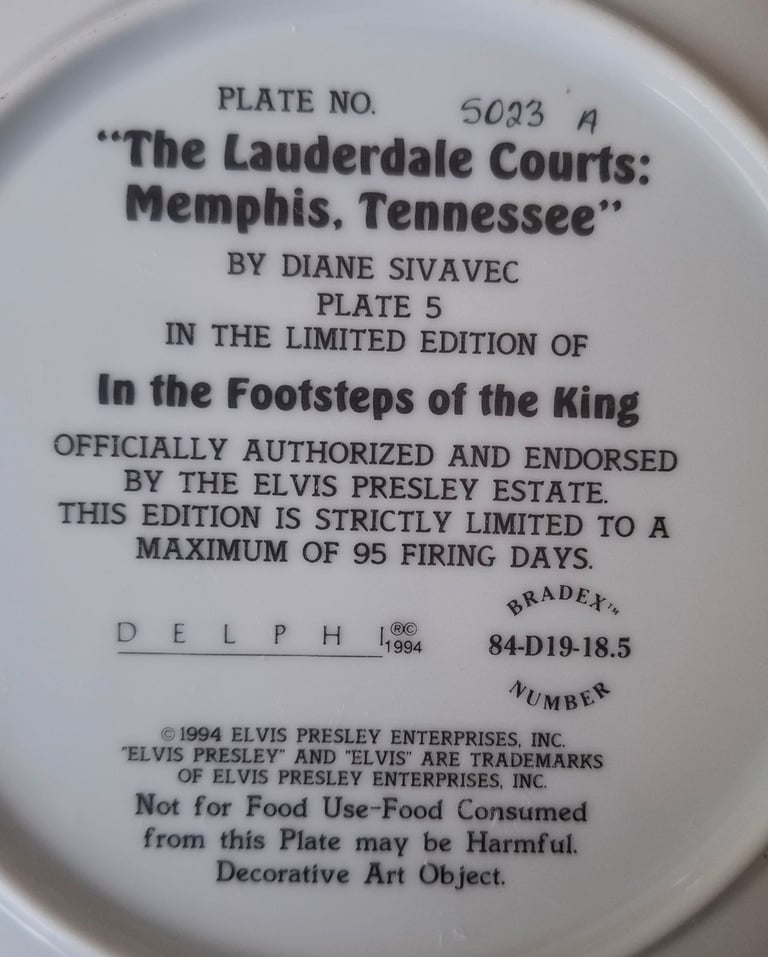 PLATE NO. 5023 A
"The Lauderdale Courts:
Memphis, Tennessee"
BY DIANE SIVAVEC
PLATE 5
IN THE LIMITED EDITION OF
In the Footsteps of the King
OFFICIALLY AUTHORIZED AND ENDORSED
BY THE ELVIS PRESLEY ESTATE.
THIS EDITION IS STRICTLY LIMITED TO A
MAXIMUM OF 95 FIRING DAYS.
BRADEX™
DELPHI ®© 1994
84-D19-18.5
NUMBER
©1994 ELVIS PRESLEY ENTERPRISES, INC.
"ELVIS PRESLEY" AND "ELVIS" ARE TRADEMARKS
OF ELVIS PRESLEY ENTERPRISES, INC.
Not for Food Use-Food Consumed
from this Plate may be Harmful.
Decorative Art Object.